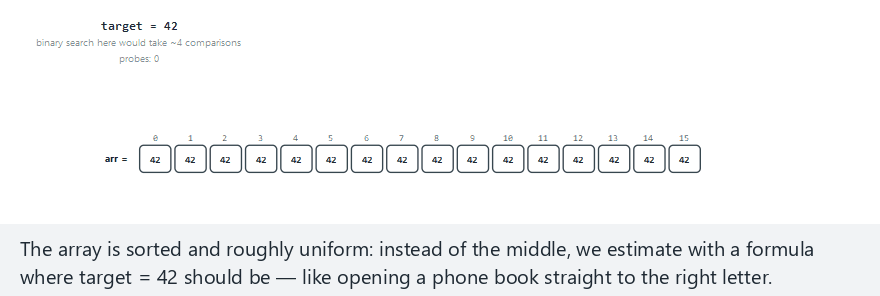 target = 42
binary search here would take ~4 comparisons
probes: 0
0 1 2 3 4 5 6 7 8 9 10 11 12 13 14 15
arr = 42 42 42 42 42 42 42 42 42 42 42 42 42 42 42 42
The array is sorted and roughly uniform: instead of the middle, we estimate with a formula
where target = 42 should be — like opening a phone book straight to the right letter.